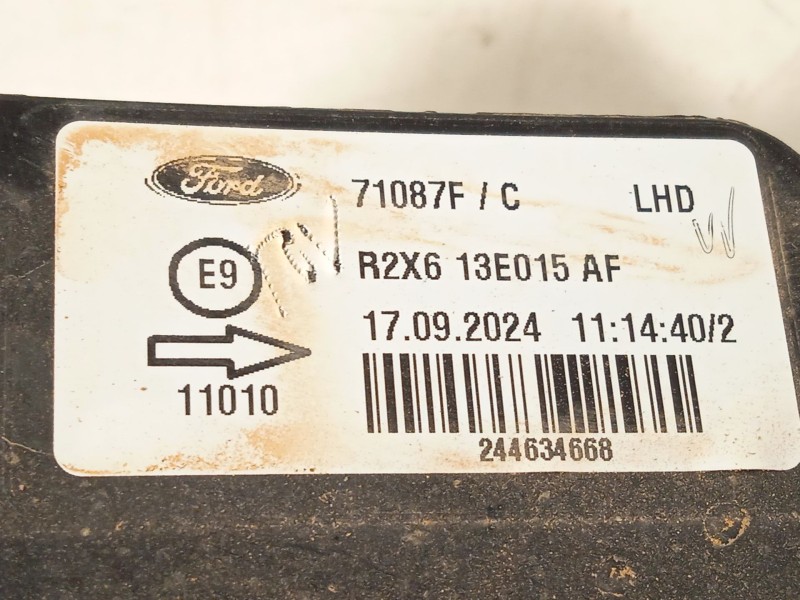 Ford 71087F / C LHD
E9 R2X6 13E015 AF
17.09.2024 11:14:40/2
11010
244634668